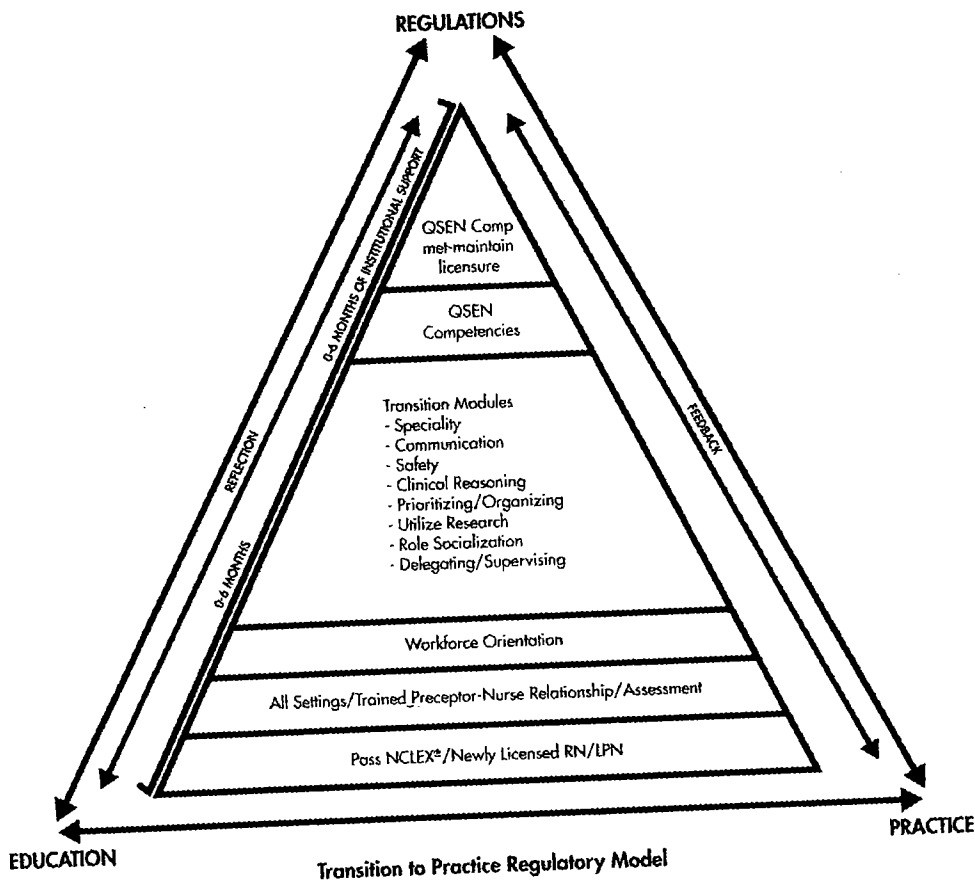 REGULATIONS
0-6 MONTHS OF INSTITUTIONAL SUPPORT
REFLECTION
0-6 MONTHS
FEEDBACK
QSEN Comp
met-maintain
licensure
QSEN
Competencies
Transition Modules
- Speciality
- Communication
- Safety
- Clinical Reasoning
- Prioritizing/Organizing
- Utilize Research
- Role Socialization
- Delegating/Supervising
Workforce Orientation
All Settings/Trained Preceptor-Nurse Relationship/Assessment
Pass NCLEX®/Newly Licensed RN/LPN
EDUCATION
PRACTICE
Transition to Practice Regulatory Model